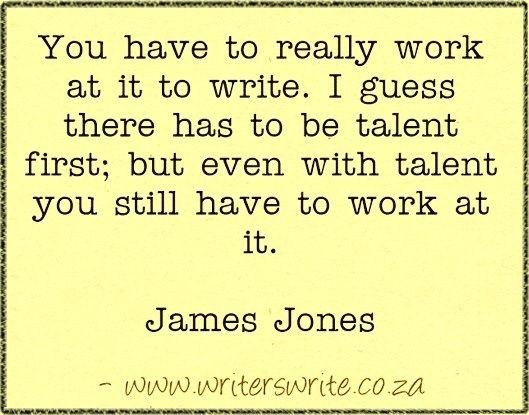 You have to really work
at it to write. I guess
there has to be talent
first; but even with talent
you still have to work at
it.
James Jones
- www.writerswrite.co.za